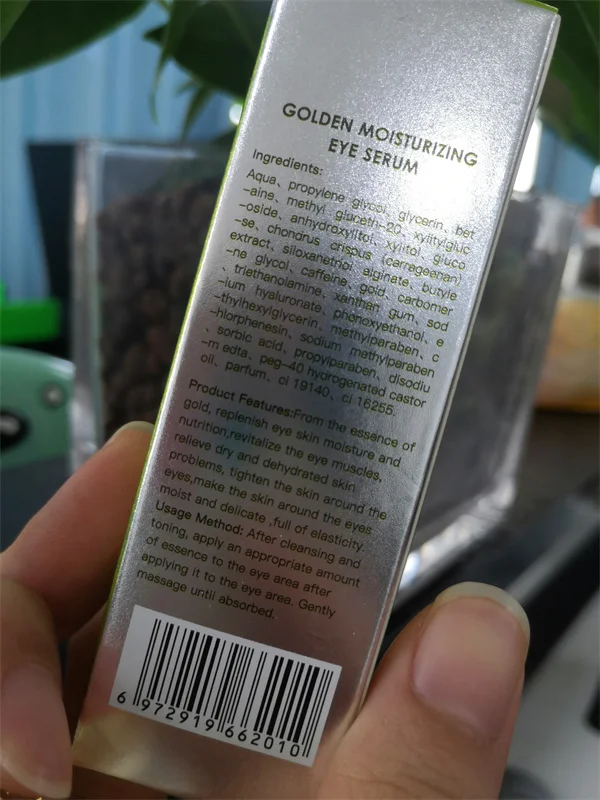 GOLDEN MOISTURIZING
EYE SERUM
Ingredients:
Aqua、propylene glycol、glycerin、bet
-aine、methyl gluceth-20、xylitylgluc
-oside、anhydroxylitol、xylitol、gluco
-se、chondrus crispus (carrageenan)
extract、siloxanetriol alginate、butyle
-ne glycol、caffeine、gold、carbomer
、triethanolamine、xanthan gum、sod
-ium hyaluronate、phenoxyethanol、e
-thylhexylglycerin、methylparaben、c
-hlorphenesin、sodium methylparaben
、sorbic acid、propylparaben、disodiu
-m edta、peg-40 hydrogenated castor
oil、parfum、ci 19140、ci 16255.
Product Features:From the essence of
gold, replenish eye skin moisture and
nutrition,revitalize the eye muscles,
relieve dry and dehydrated skin
problems, tighten the skin around the
eyes,make the skin around the eyes
moist and delicate ,full of elasticity.
Usage Method: After cleansing and
toning, apply an appropriate amount
of essence to the eye area after
applying it to the eye area. Gently
massage until absorbed.
6 972919 662010